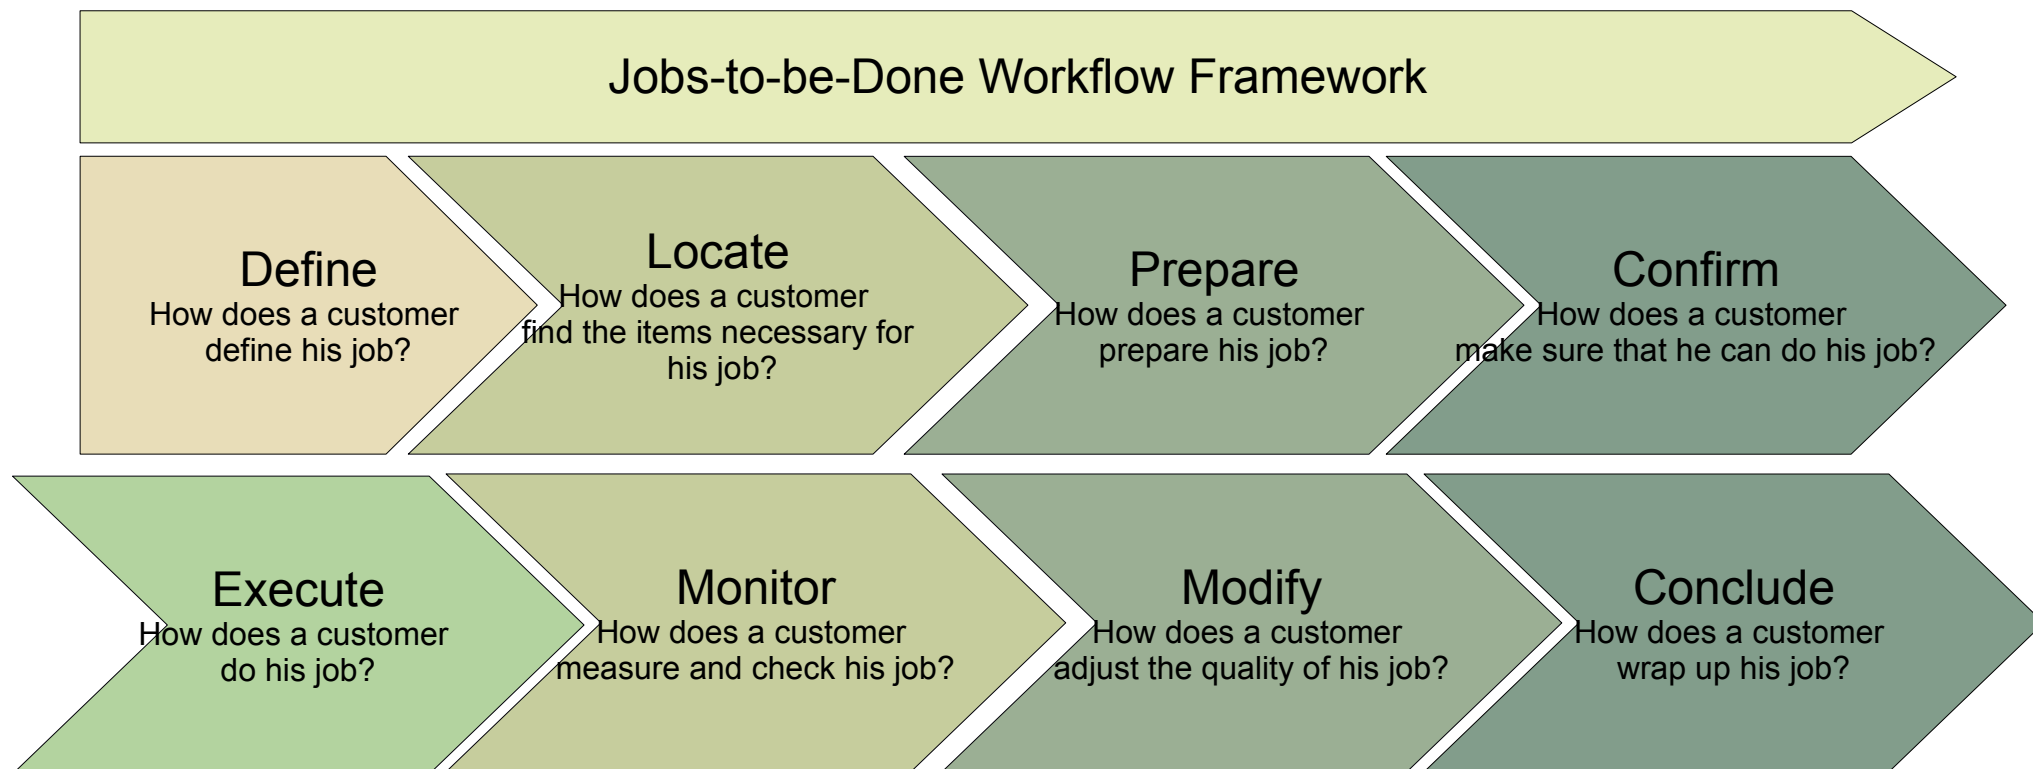 Jobs-to-be-Done Workflow Framework
Define
How does a customer
define his job?
Locate
How does a customer
find the items necessary for
his job?
Prepare
How does a customer
prepare his job?
Confirm
How does a customer
make sure that he can do his job?
Execute
How does a customer
do his job?
Monitor
How does a customer
measure and check his job?
Modify
How does a customer
adjust the quality of his job?
Conclude
How does a customer
wrap up his job?